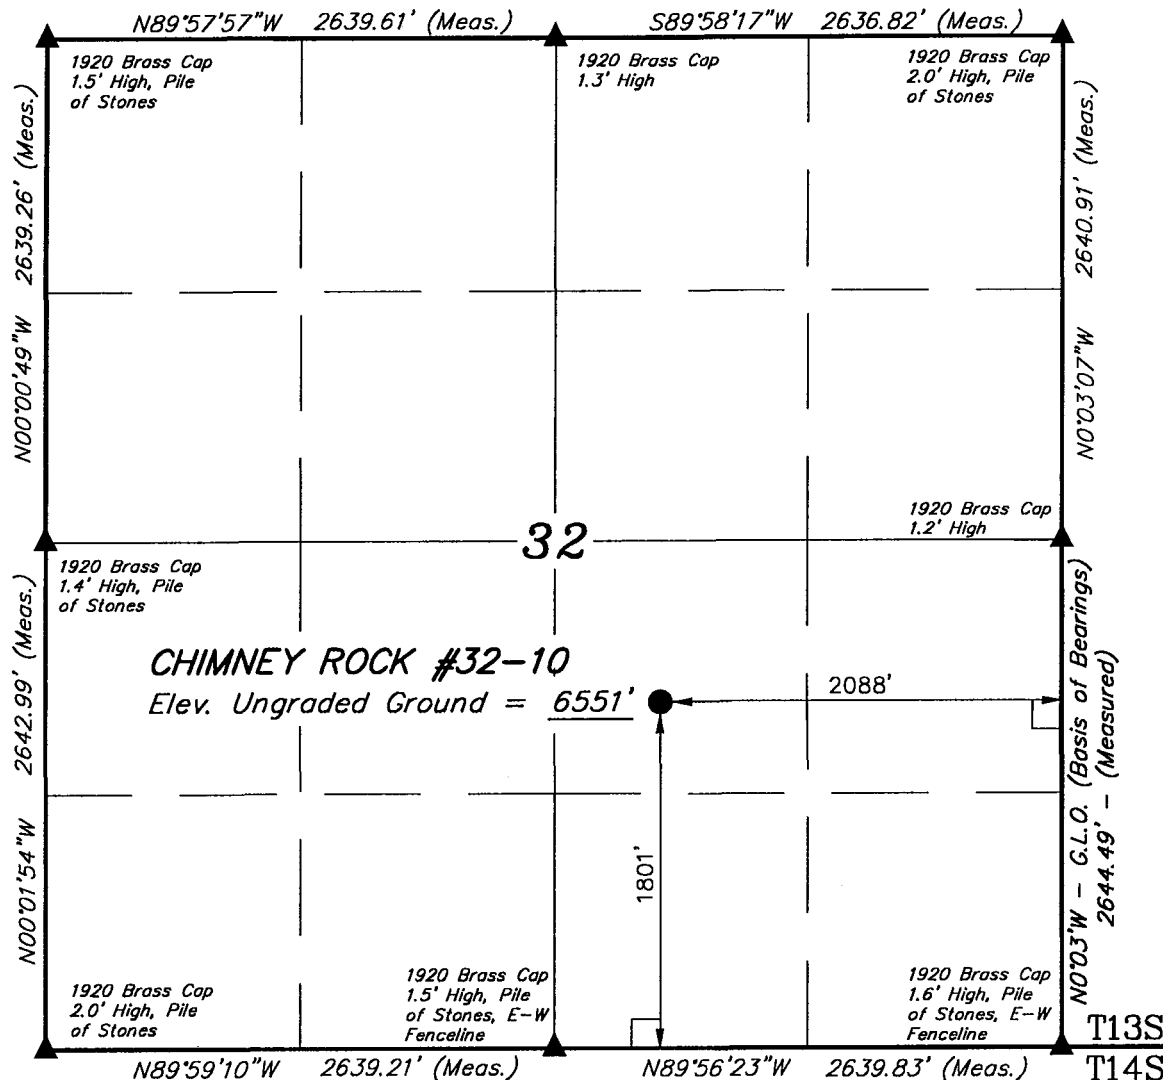 N89°57'57"W 2639.61' (Meas.)
S89°58'17"W 2636.82' (Meas.)
1920 Brass Cap
1.5' High, Pile
of Stones
1920 Brass Cap
1.3' High
1920 Brass Cap
2.0' High, Pile
of Stones
N00°00'49"W 2639.26' (Meas.)
N0°03'07"W 2640.91' (Meas.)
1920 Brass Cap
1.2' High
32
1920 Brass Cap
1.4' High, Pile
of Stones
CHIMNEY ROCK #32-10
Elev. Ungraded Ground = 6551'
2088'
1801'
N00°01'54"W 2642.99' (Meas.)
N0°03'W - G.L.O. (Basis of Bearings)
2644.49' - (Measured)
1920 Brass Cap
2.0' High, Pile
of Stones
1920 Brass Cap
1.5' High, Pile
of Stones, E-W
Fenceline
1920 Brass Cap
1.6' High, Pile
of Stones, E-W
Fenceline
T13S
T14S
N89°59'10"W 2639.21' (Meas.)
N89°56'23"W 2639.83' (Meas.)